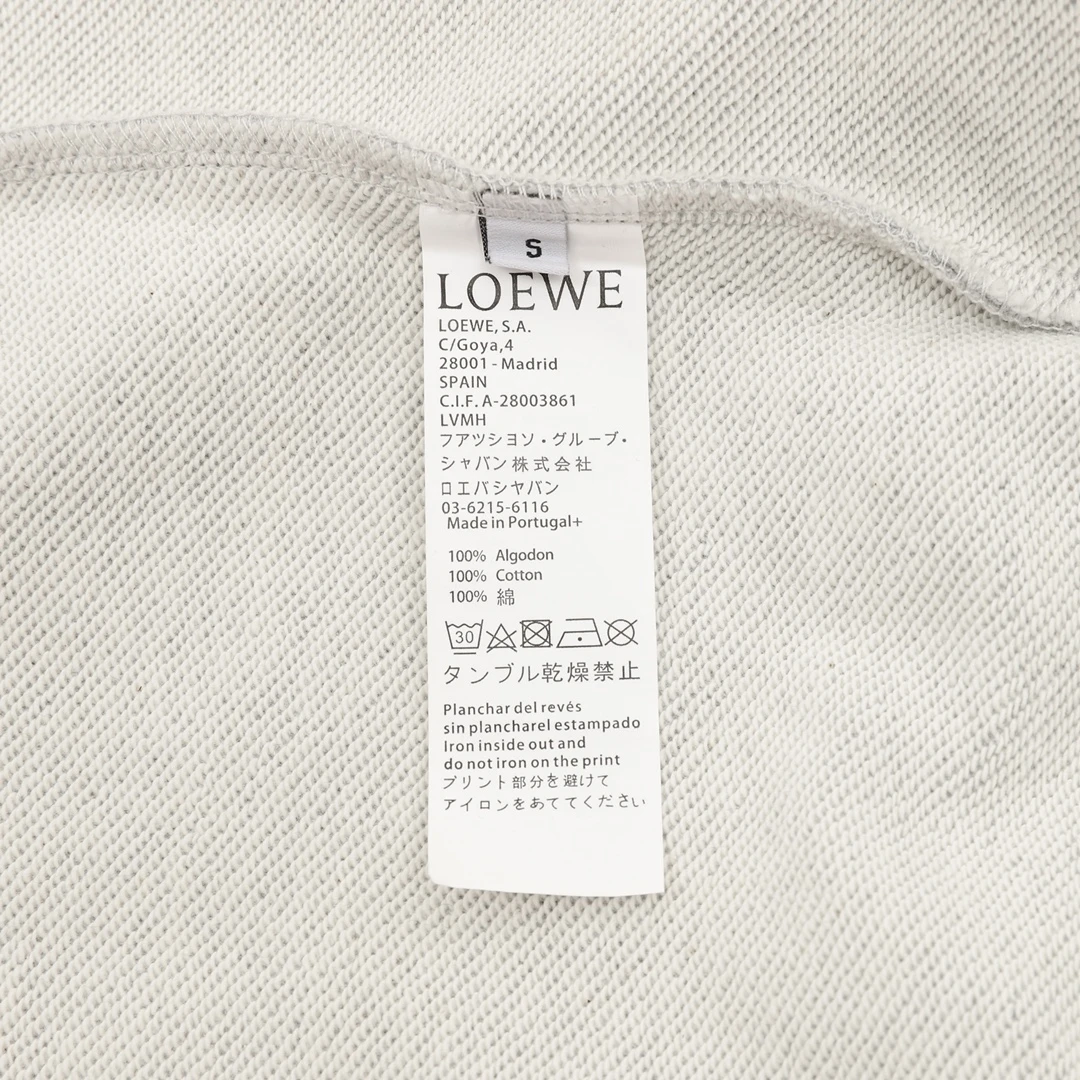 S
LOEWE
LOEWE, S.A.
C/Goya,4
28001 - Madrid
SPAIN
C.I.F. A-28003861
LVMH
フアツシヨソ・グループ・
シャバン株式会社
ロエバシヤバン
03-6215-6116
Made in Portugal+
100% Algodon
100% Cotton
100% 綿
30
タンブル乾燥禁止
Planchar del revés
sin plancharel estampado
Iron inside out and
do not iron on the print
プリント部分を避けて
アイロンをあててください